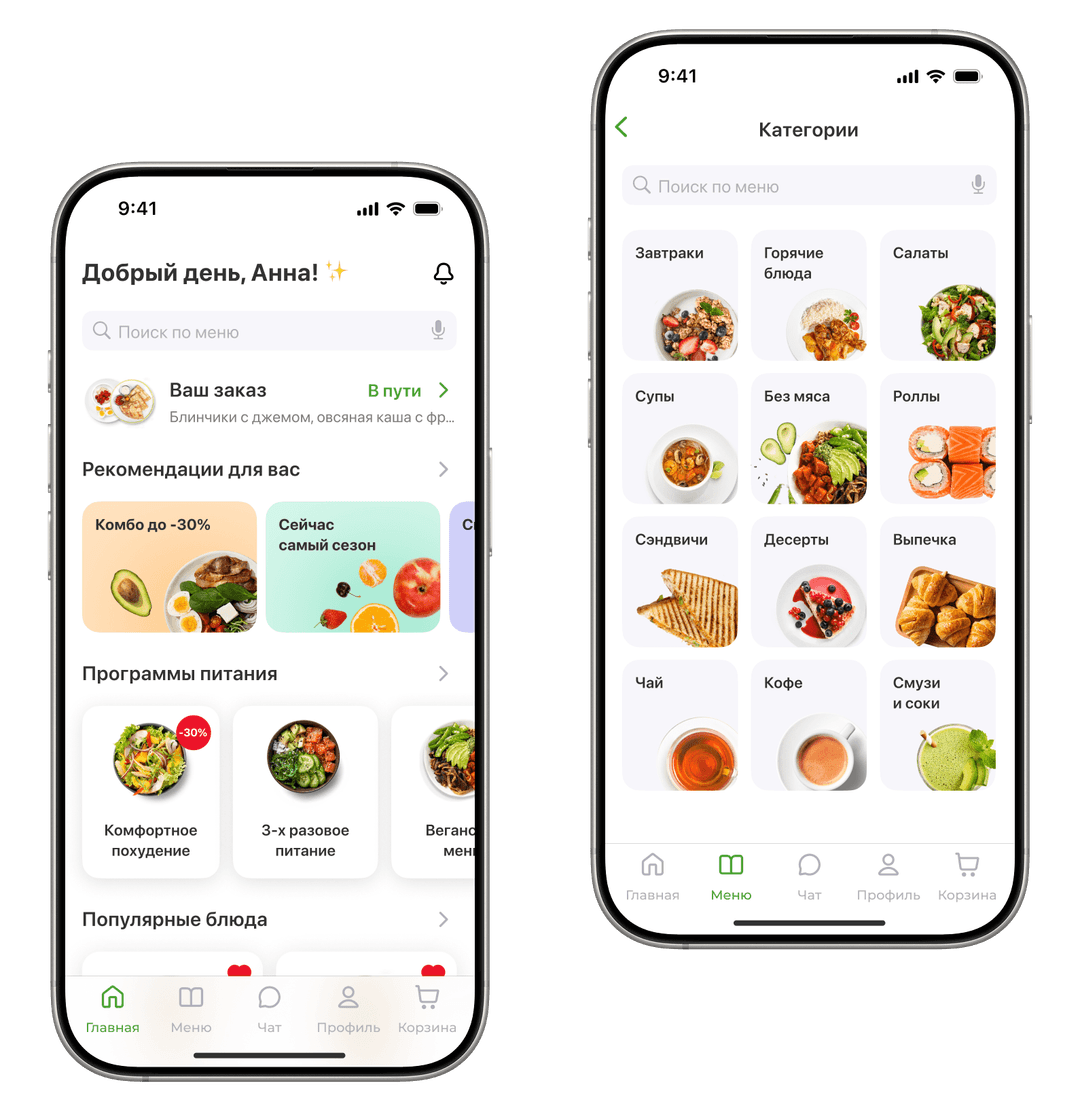 9:41
Добрый день, Анна! ✨
Поиск по меню
Ваш заказ
В пути
Блинчики с джемом, овсяная каша с фр...
Рекомендации для вас
Комбо до -30%
Сейчас
самый сезон
Программы питания
-30%
Комфортное
похудение
3-х разовое
питание
Популярные блюда
Главная
Меню
Чат
Профиль
Корзина
9:41
Категории
Поиск по меню
Завтраки
Горячие
блюда
Салаты
Супы
Без мяса
Роллы
Сэндвичи
Десерты
Выпечка
Чай
Кофе
Смузи
и соки
Главная
Меню
Чат
Профиль
Корзина